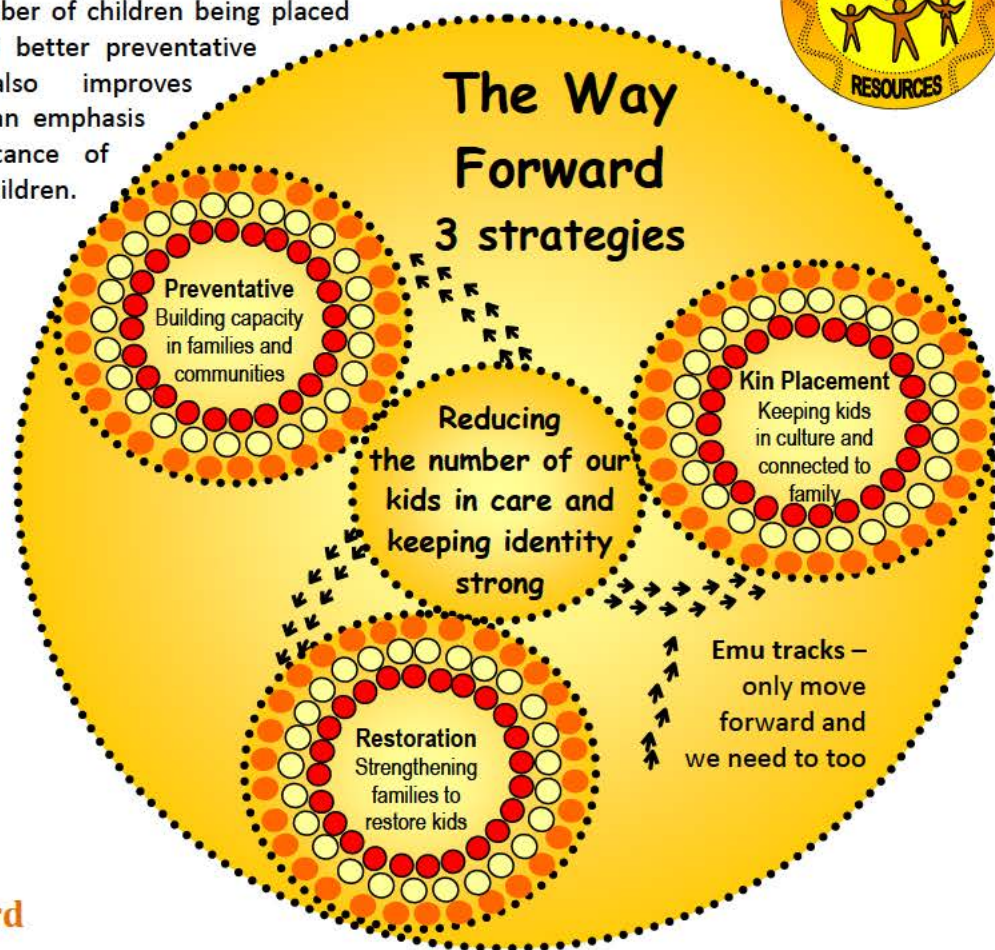 ber of children being placed
better preventative
also improves
an emphasis
tance of
ildren.
RESOURCES
The Way
Forward
3 strategies
Preventative
Building capacity
in families and
communities
Kin Placement
Keeping kids
in culture and
connected to
family
Reducing
the number of our
kids in care and
keeping identity
strong
Emu tracks –
only move
forward and
we need to too
Restoration
Strengthening
families to
restore kids
rd